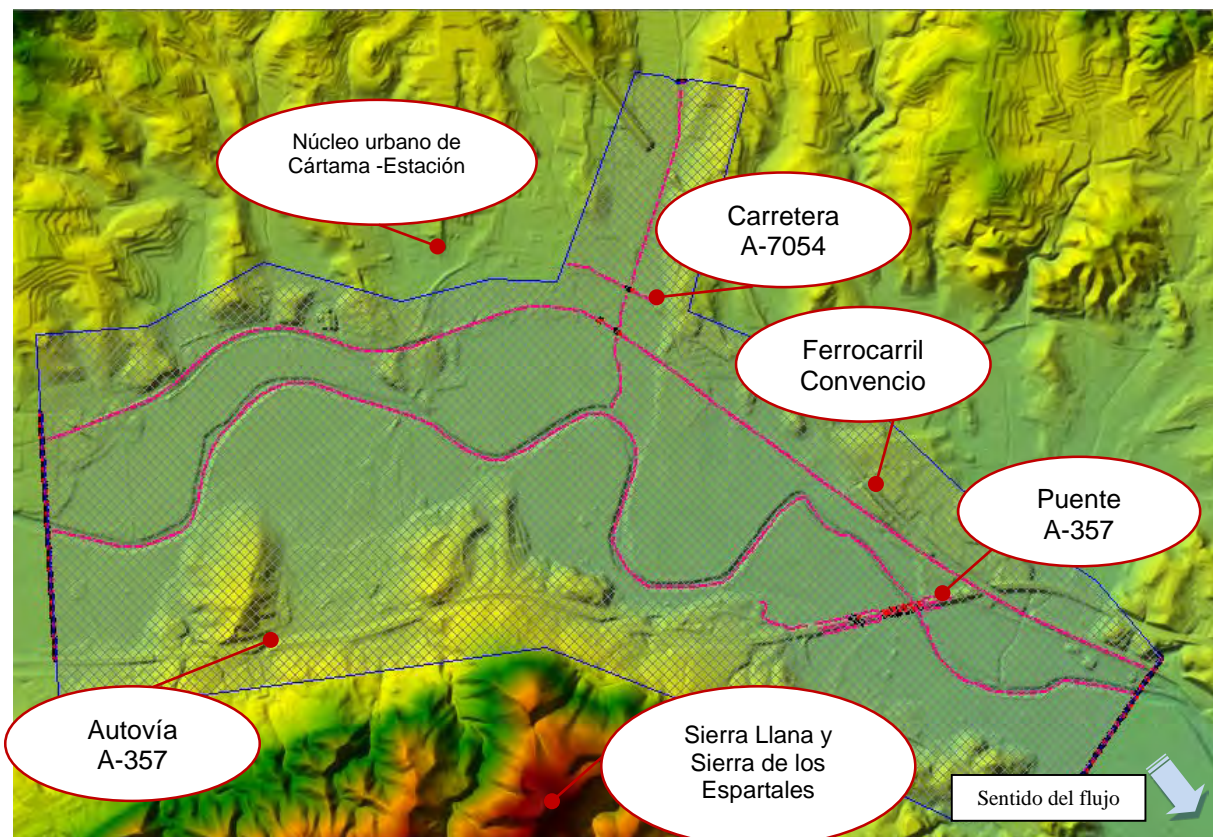 Núcleo urbano de
Cártama -Estación
Carretera
A-7054
Ferrocarril
Convencio
Puente
A-357
Autovía
A-357
Sierra Llana y
Sierra de los
Espartales
Sentido del flujo